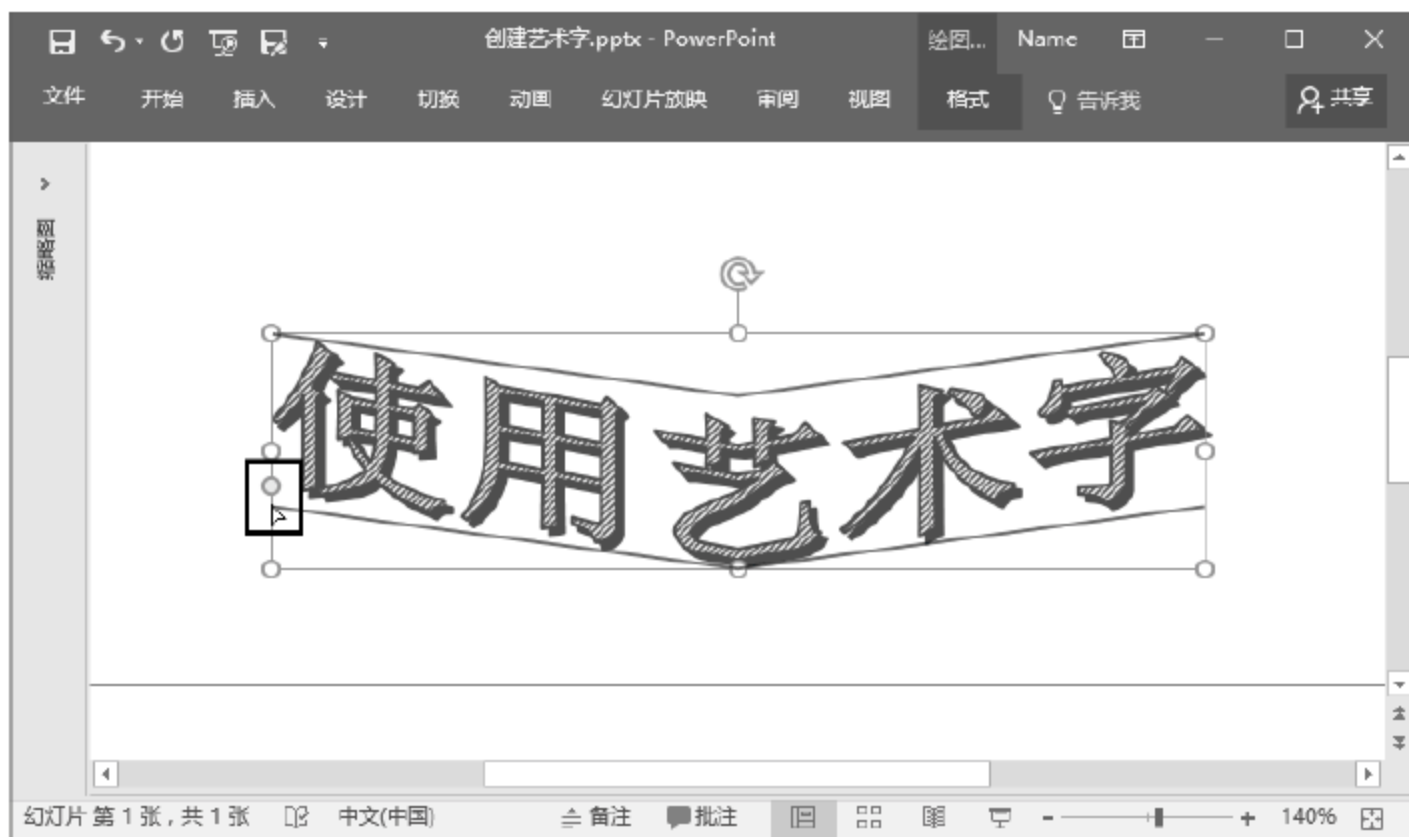 创建艺术字.pptx - PowerPoint 绘图... Name
文件 开始 插入 设计 切换 动画 幻灯片放映 审阅 视图 格式 告诉我 共享
缩略图
使用艺术字
幻灯片 第 1 张，共 1 张 中文(中国) 备注 批注 140%